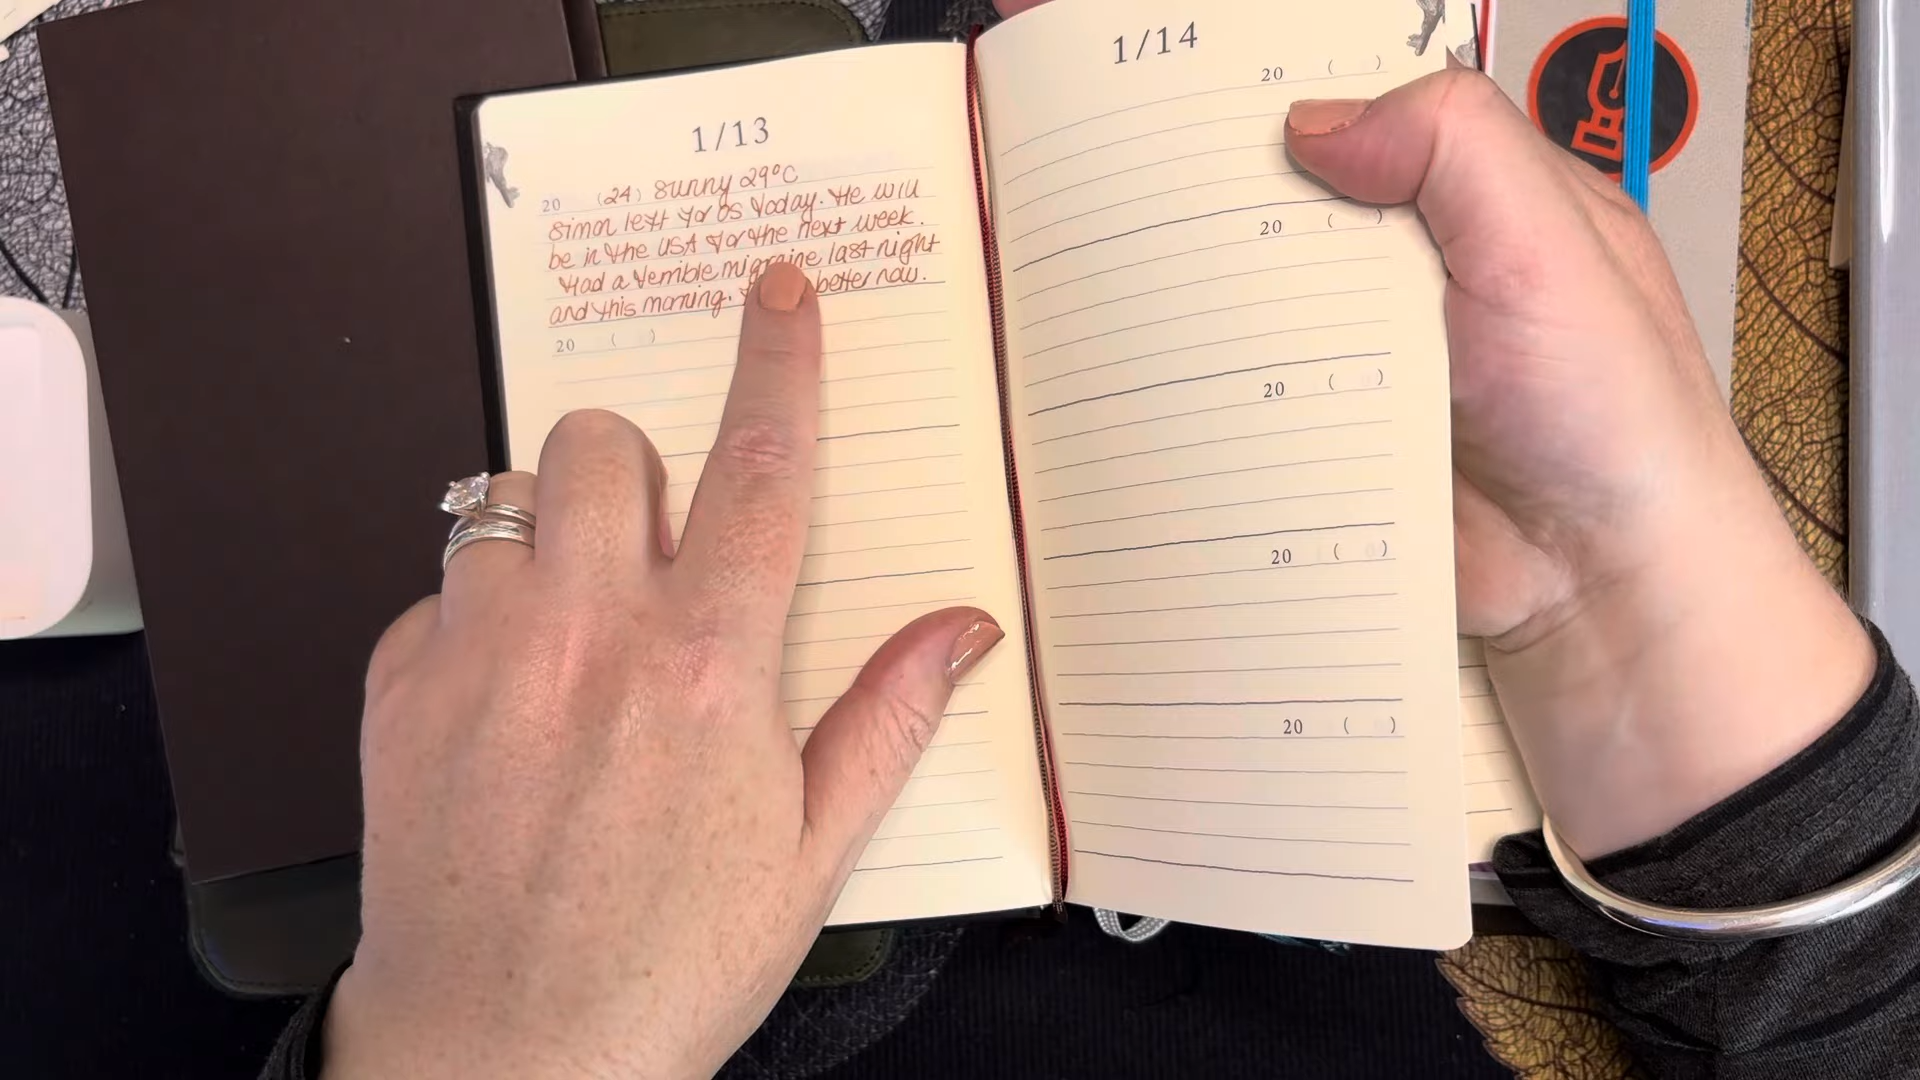 1/13
20 (24) Sunny 29°C
Simon left for OS today. He will
be in the USA for the next week.
Had a terrible migraine last night
and this morning. better now.
20 ( )
1/14
20 ( )
20 ( )
20 ( )
20 ( )
20 ( )